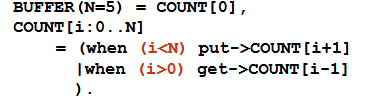 BUFFER(N=5) = COUNT[0],
COUNT[i:0..N]
= (when (i<N) put->COUNT[i+1]
|when (i>0) get->COUNT[i-1]
).